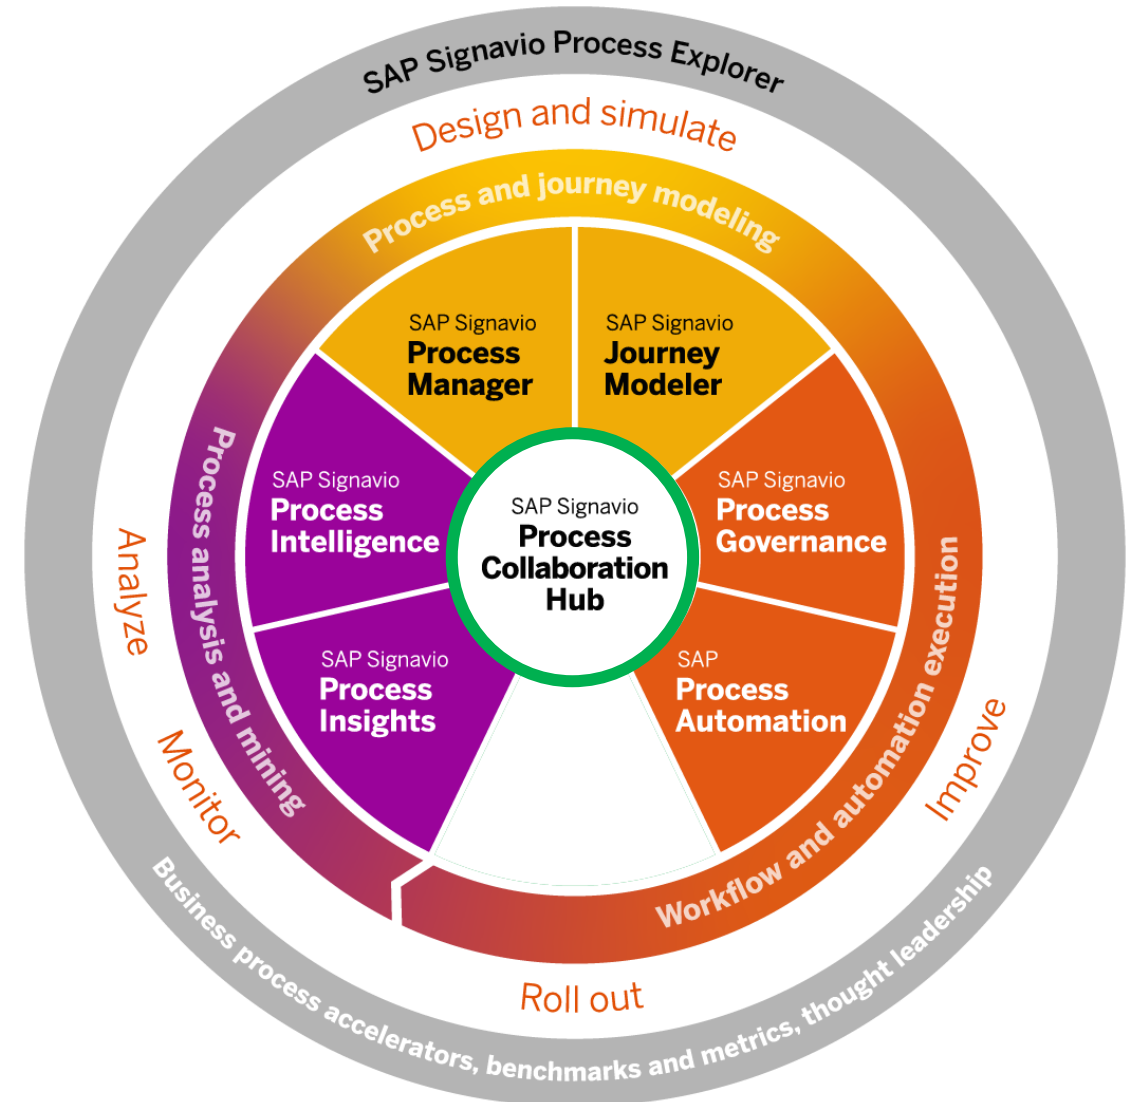 SAP Signavio Process Explorer
Design and simulate
Process and journey modeling
SAP Signavio
Process
Manager
SAP Signavio
Journey
Modeler
SAP Signavio
Process
Intelligence
SAP Signavio
Process
Collaboration
Hub
SAP Signavio
Process
Governance
SAP Signavio
Process
Insights
SAP
Process
Automation
Process analysis and mining
Workflow and automation execution
Analyze
Monitor
Improve
Roll out
Business process accelerators, benchmarks and metrics, thought leadership